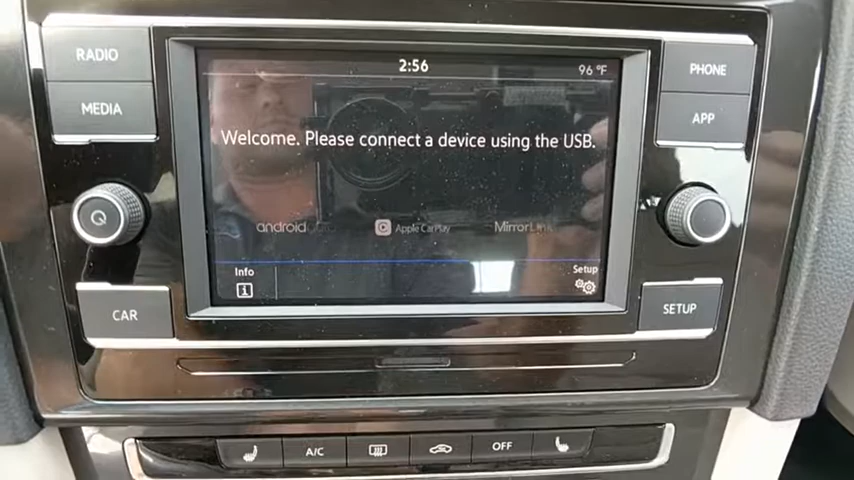 RADIO
MEDIA
2:56
96 °F
PHONE
APP
Welcome. Please connect a device using the USB.
android
Apple CarPlay
MirrorLink
Info
Setup
CAR
SETUP
A/C
OFF